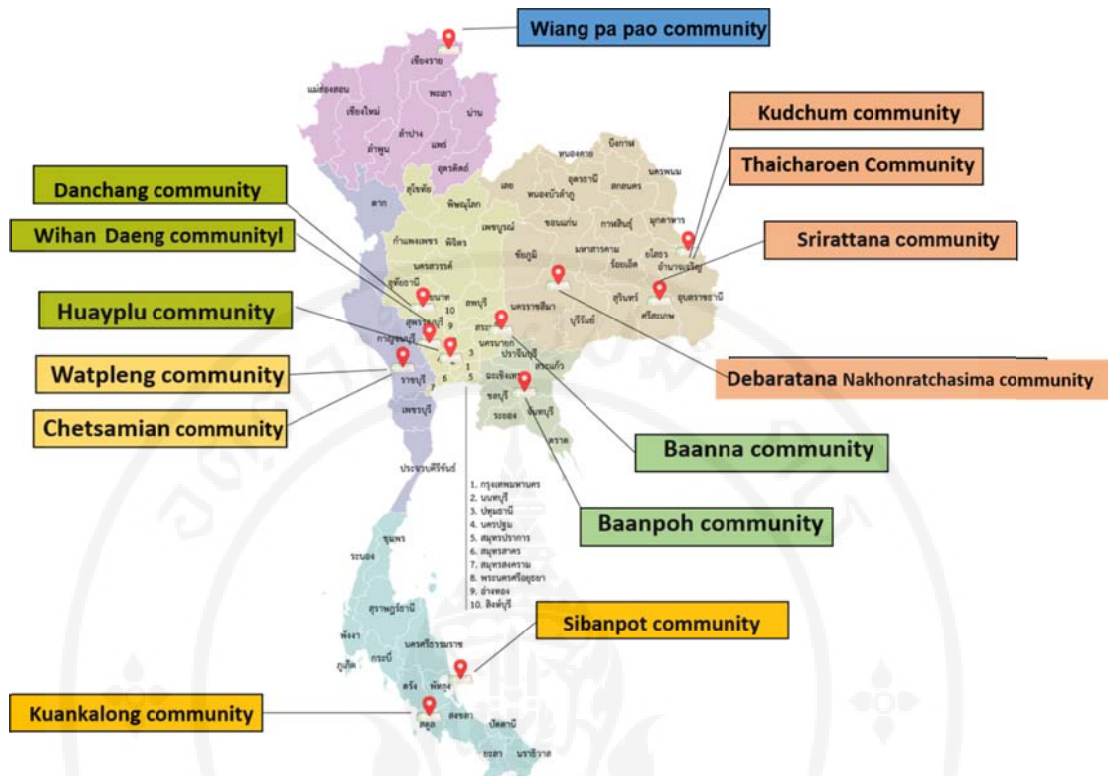 Wiang pa pao community
เชียงราย
แม่ฮ่องสอน
พะเยา
เชียงใหม่
น่าน
ลำปาง
แพร่
ลำพูน
อุตรดิตถ์
Kudchum community
Thaicharoen Community
Srirattana community
Danchang community
Wihan Daeng communityl
Huayplu community
Watpleng community
Chetsamian community
บึงกาฬ
หนองคาย
นครพนม
เลย
อุดรธานี
หนองบัวลำภู
สกลนคร
สุโขทัย
ตาก
พิษณุโลก
เพชรบูรณ์
ขอนแก่น
กาฬสินธุ์
มุกดาหาร
กำแพงเพชร
พิจิตร
ชัยภูมิ
มหาสารคาม
ร้อยเอ็ด
ยโสธร
อำนาจเจริญ
นครสวรรค์
อุทัยธานี
ยนาท
ลพบุรี
นครราชสีมา
บุรีรัมย์
สุรินทร์
ศรีสะเกษ
อุบลราชธานี
10
สุพรรณบุรี
9
สระ
นครนายก
กาญจนบุรี
ปราจีนบุรี
สระแก้ว
3
1
ราชบุรี
6
5
7
ฉะเชิงเท
ชลบุรี
เพชรบุรี
ระยอง
จันทบุรี
ตราด
ประจวบคีรีขันธ์
Debaratana Nakhonratchasima community
Baanna community
Baanpoh community
1. กรุงเทพมหานคร
2. นนทบุรี
3. ปทุมธานี
4. นครปฐม
5. สมุทรปราการ
6. สมุทรสาคร
7. สมุทรสงคราม
8. พระนครศรีอยุธยา
9. อ่างทอง
10. สิงห์บุรี
ชุมพร
ระนอง
สุราษฎร์ธานี
พังงา
นครศรีธรรมราช
ภูเก็ต
กระบี่
ตรัง
พัทลุง
สงขลา
สตูล
ปัตตานี
ยะลา
นราธิวาส
Sibanpot community
Kuankalong community